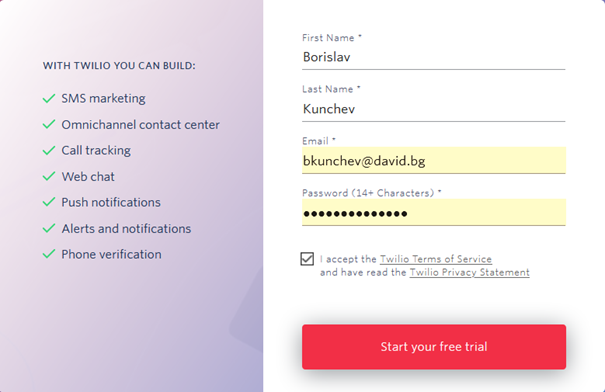 WITH TWILIO YOU CAN BUILD:
SMS marketing
Omnichannel contact center
Call tracking
Web chat
Push notifications
Alerts and notifications
Phone verification
First Name *
Borislav
Last Name *
Kunchev
Email *
bkunchev@david.bg
Password (14+ Characters) *
••••••••••••••
I accept the Twilio Terms of Service
and have read the Twilio Privacy Statement
Start your free trial